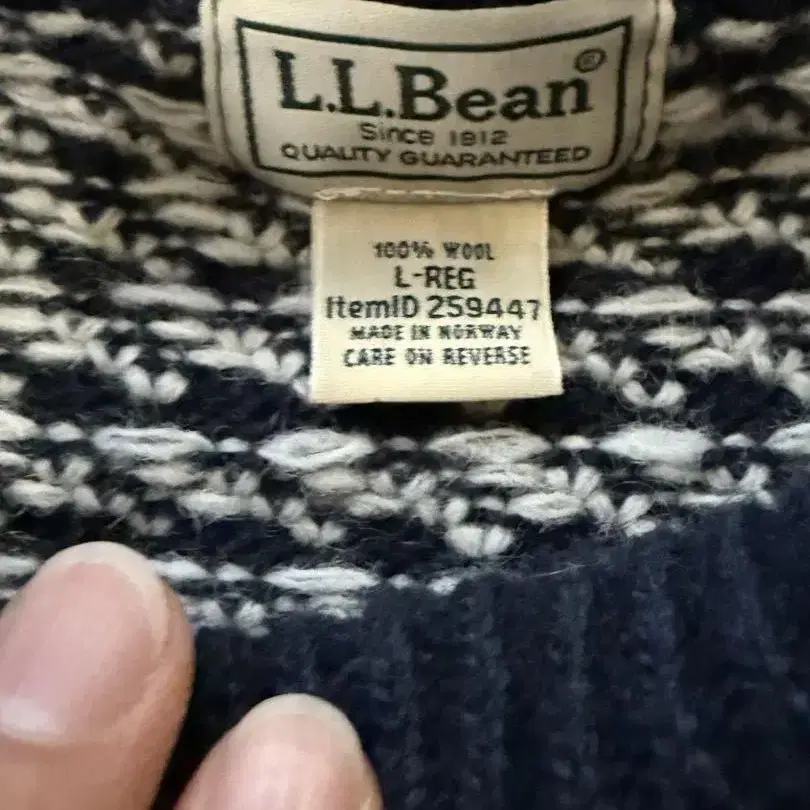 L.L.Bean®
Since 1912
QUALITY GUARANTEED
100% WOOL
L-REG
ItemID 259447
MADE IN NORWAY
CARE ON REVERSE